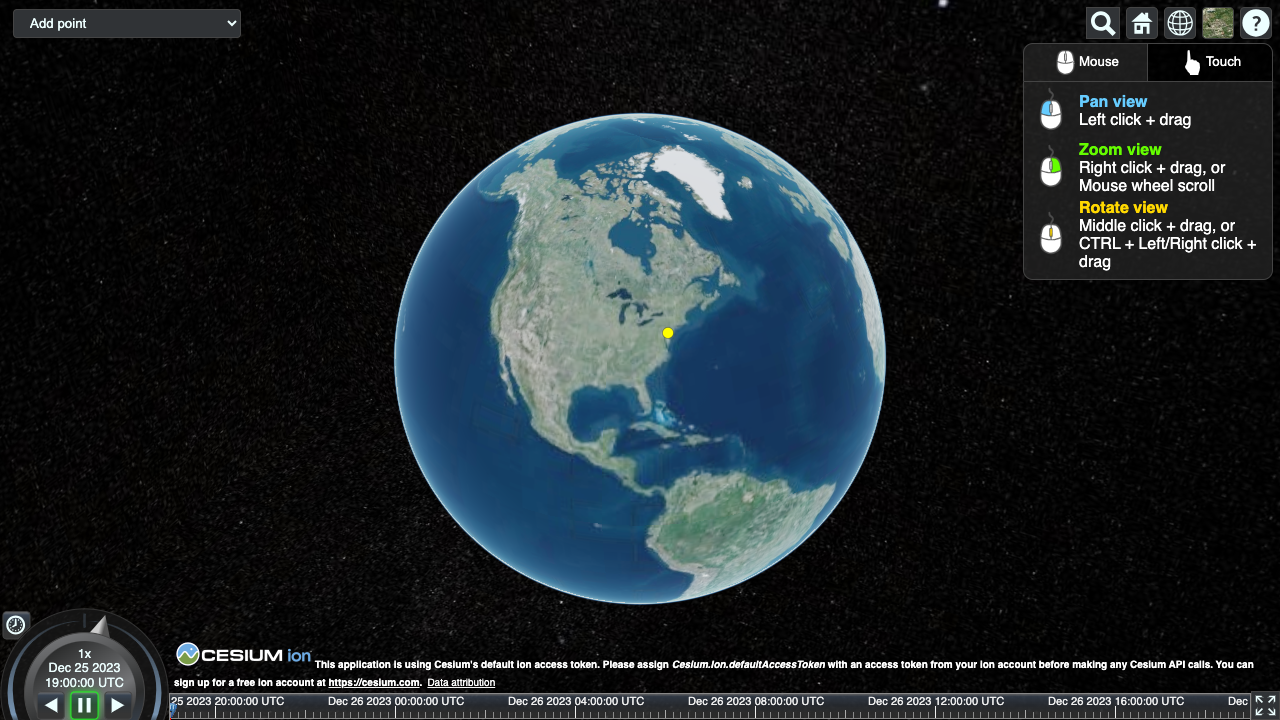 Add point
Mouse
Touch
Pan view
Left click + drag
Zoom view
Right click + drag, or
Mouse wheel scroll
Rotate view
Middle click + drag, or
CTRL + Left/Right click +
drag
1x
Dec 25 2023
19:00:00 UTC
CESIUM ion
This application is using Cesium's default ion access token. Please assign Cesium.Ion.defaultAccessToken with an access token from your ion account before making any Cesium API calls. You can
sign up for a free ion account at https://cesium.com. Data attribution
25 2023 20:00:00 UTC
Dec 26 2023 00:00:00 UTC
Dec 26 2023 04:00:00 UTC
Dec 26 2023 08:00:00 UTC
Dec 26 2023 12:00:00 UTC
Dec 26 2023 16:00:00 UTC
Dec